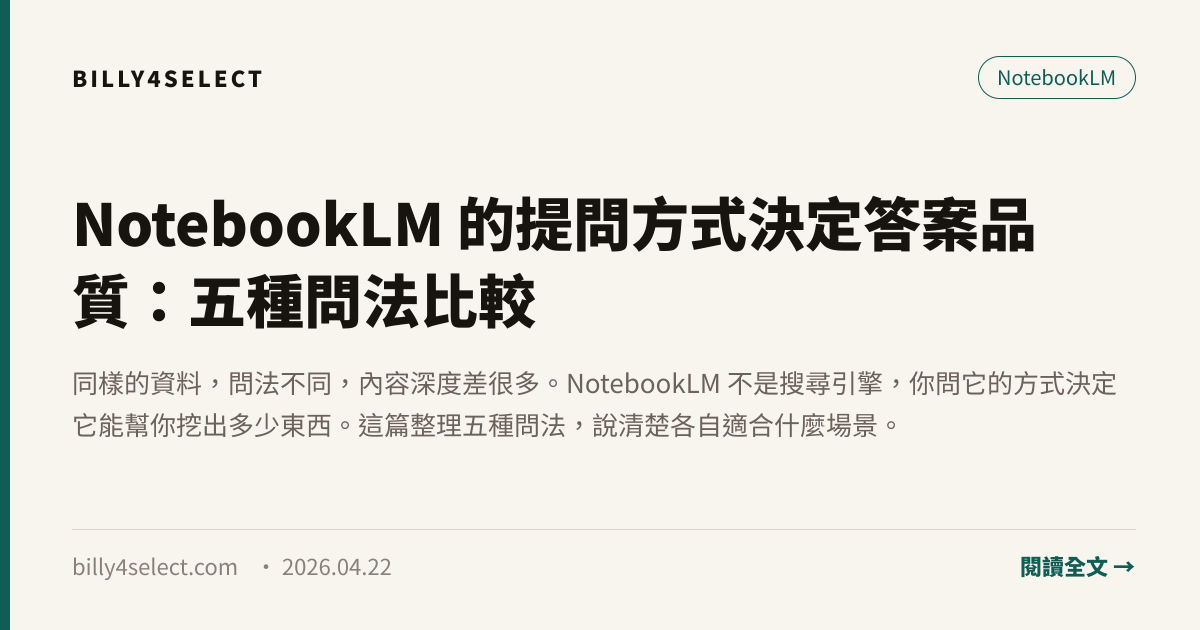 BILLY4SELECT
NotebookLM
NotebookLM 的提問方式決定答案品
質：五種問法比較
同樣的資料，問法不同，內容深度差很多。NotebookLM 不是搜尋引擎，你問它的方式決定
它能幫你挖出多少東西。這篇整理五種問法，說清楚各自適合什麼場景。
billy4select.com ・ 2026.04.22
閱讀全文 →